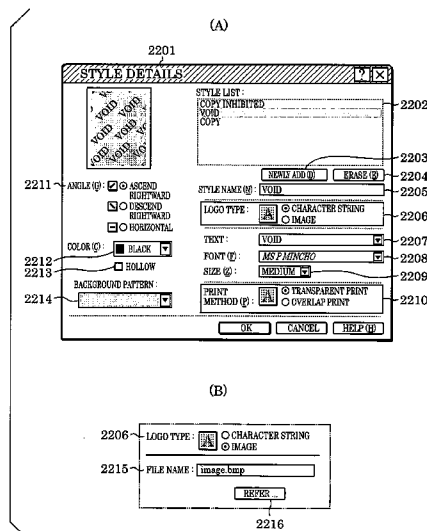 (A)
2201
STYLE DETAILS
? X
VOID VOID VOID VOID VOID
STYLE LIST :
COPY INHIBITED
VOID
COPY
2202
2203
NEWLY ADD (D) ERASE (E)
2204
STYLE NAME (N) : VOID
2205
2211 ANGLE (G) : ASCEND RIGHTWARD
DESCEND RIGHTWARD
HORIZONTAL
LOGO TYPE : A CHARACTER STRING
IMAGE
2206
2212 COLOR (C) : BLACK
2213 HOLLOW
2214 BACKGROUND PATTERN :
TEXT : VOID
2207
FONT (F) : MS P MINCHO
2208
SIZE (Z) : MEDIUM
2209
PRINT METHOD (P) : A TRANSPARENT PRINT
OVERLAP PRINT
2210
OK CANCEL HELP (H)
(B)
2206 LOGO TYPE : A CHARACTER STRING
IMAGE
2215 FILE NAME : image.bmp
REFER ...
2216